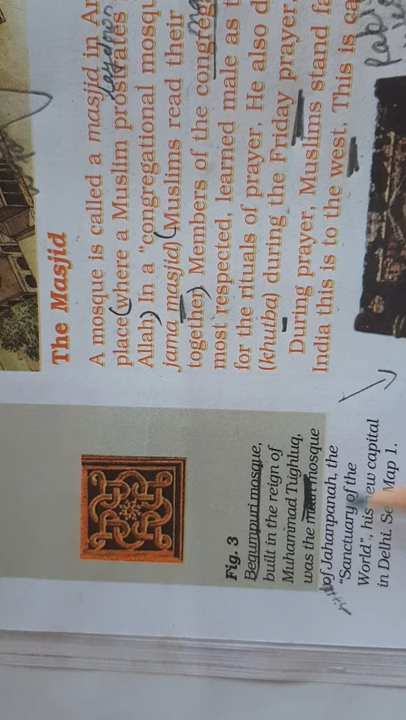 The Masjid
A mosque is called a masjid in Ar
place where a Muslim prostrates
Allah. In a "congregational mosqu
jama masjid) Muslims read their
together. Members of the congreg
most respected, learned male as t
for the rituals of prayer. He also d
(khutba) during the Friday prayer.
During prayer, Muslims stand fa
India this is to the west. This is ca
Fig. 3
Begumpuri mosque,
built in the reign of
Muhammad Tughluq,
was the main mosque
of Jahanpanah, the
"Sanctuary of the
World", his new capital
in Delhi. See Map 1.